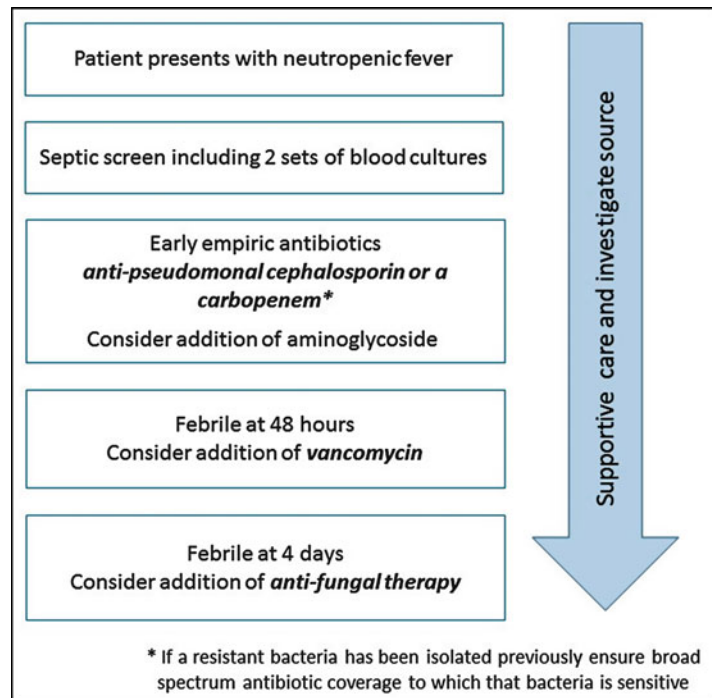 Patient presents with neutropenic fever
Septic screen including 2 sets of blood cultures
Early empiric antibiotics
anti-pseudomonal cephalosporin or a
carbopenem*
Consider addition of aminoglycoside
Febrile at 48 hours
Consider addition of vancomycin
Febrile at 4 days
Consider addition of anti-fungal therapy
Supportive care and investigate source
* If a resistant bacteria has been isolated previously ensure broad
spectrum antibiotic coverage to which that bacteria is sensitive